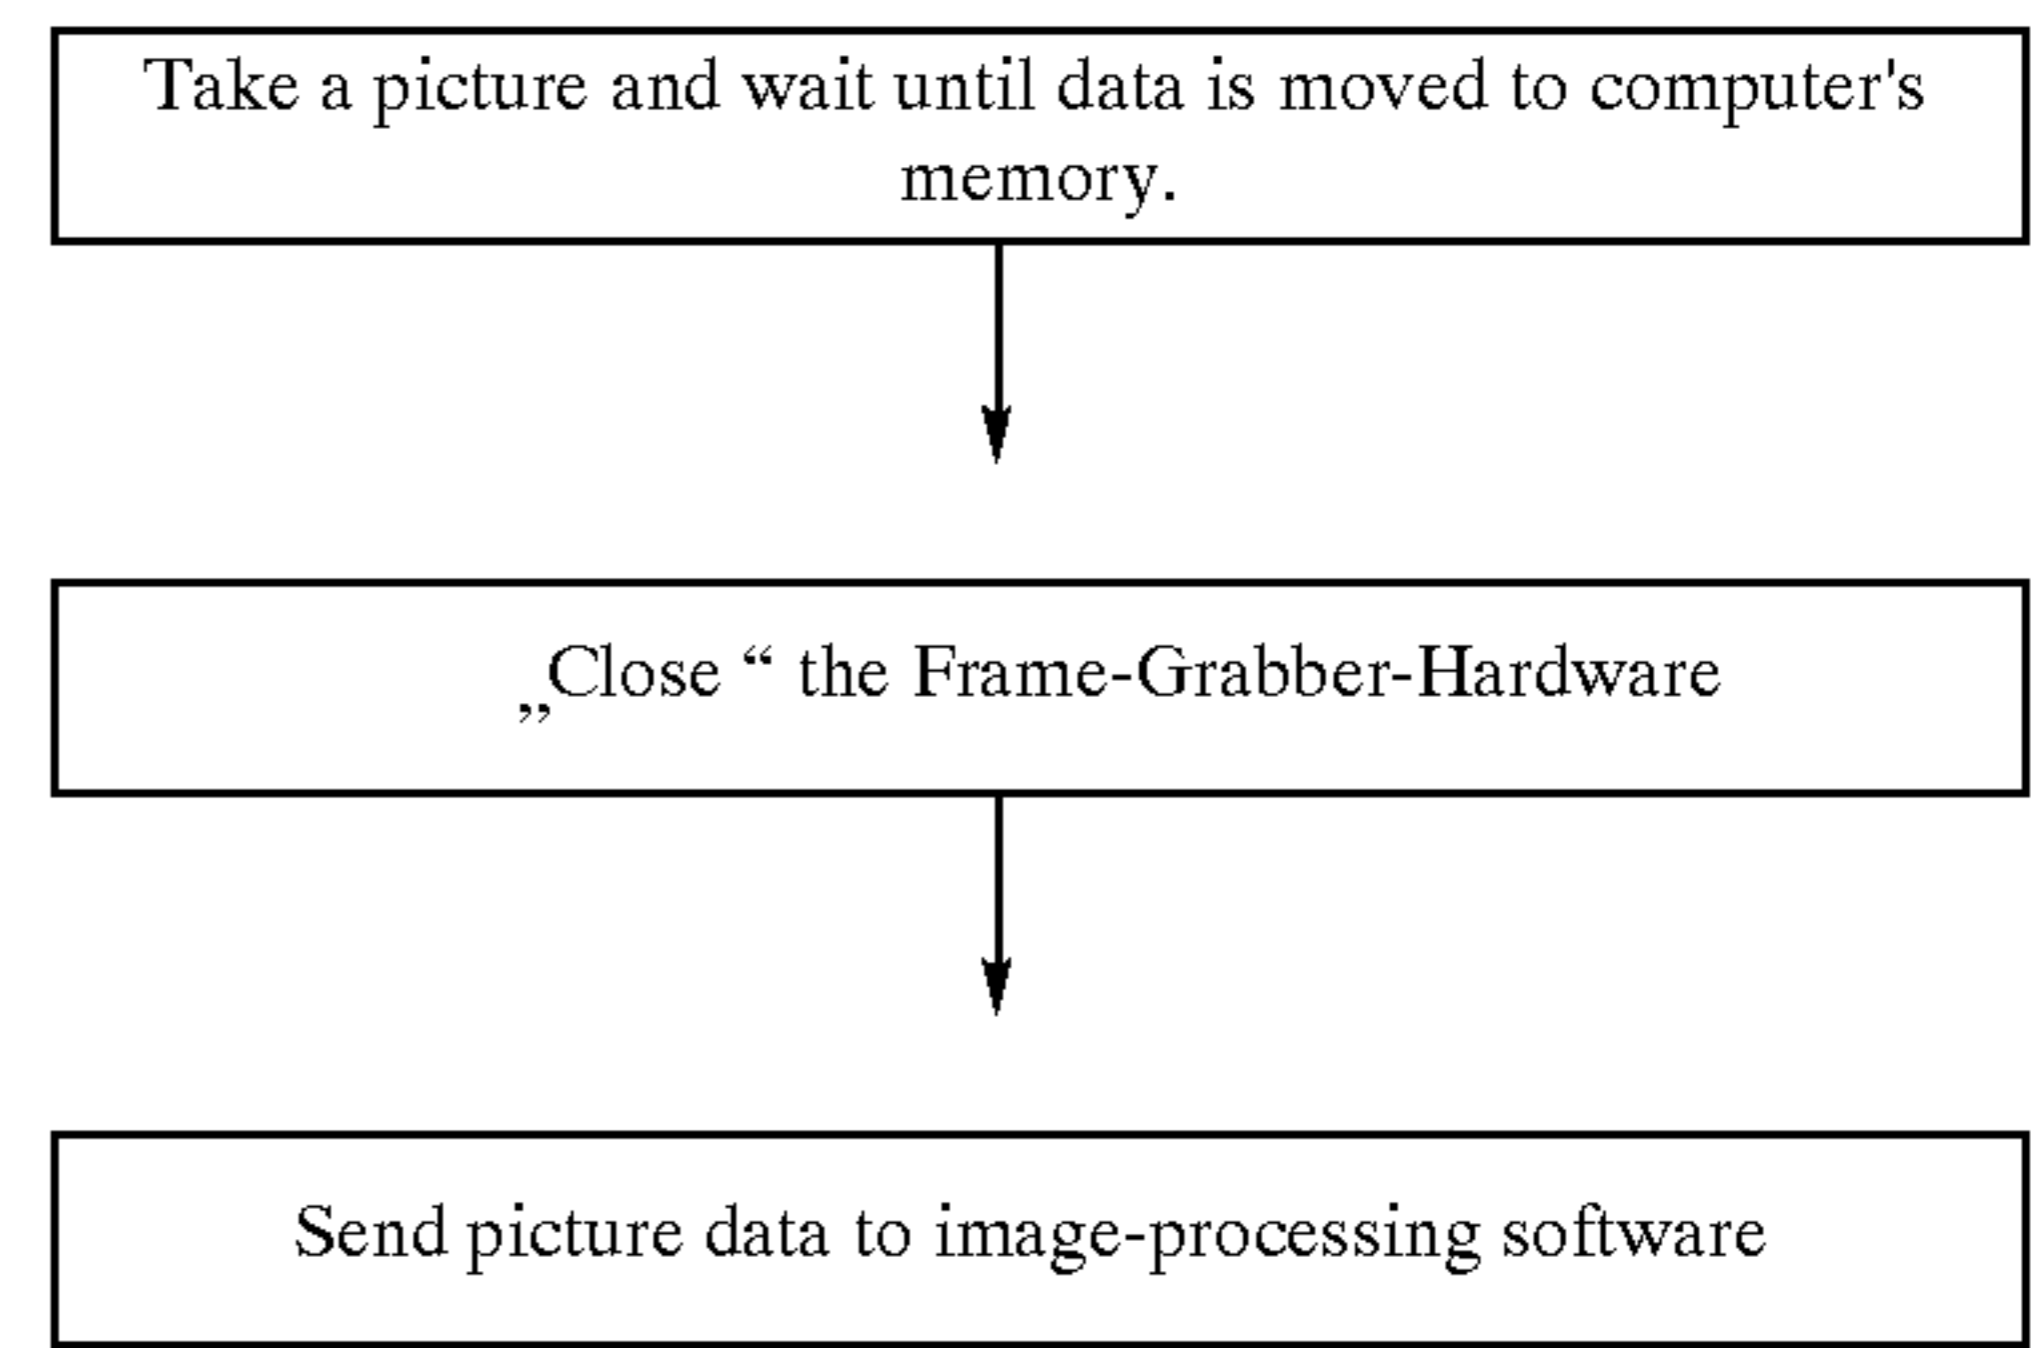 Take a picture and wait until data is moved to computer's
memory.
„Close “ the Frame-Grabber-Hardware
Send picture data to image-processing software